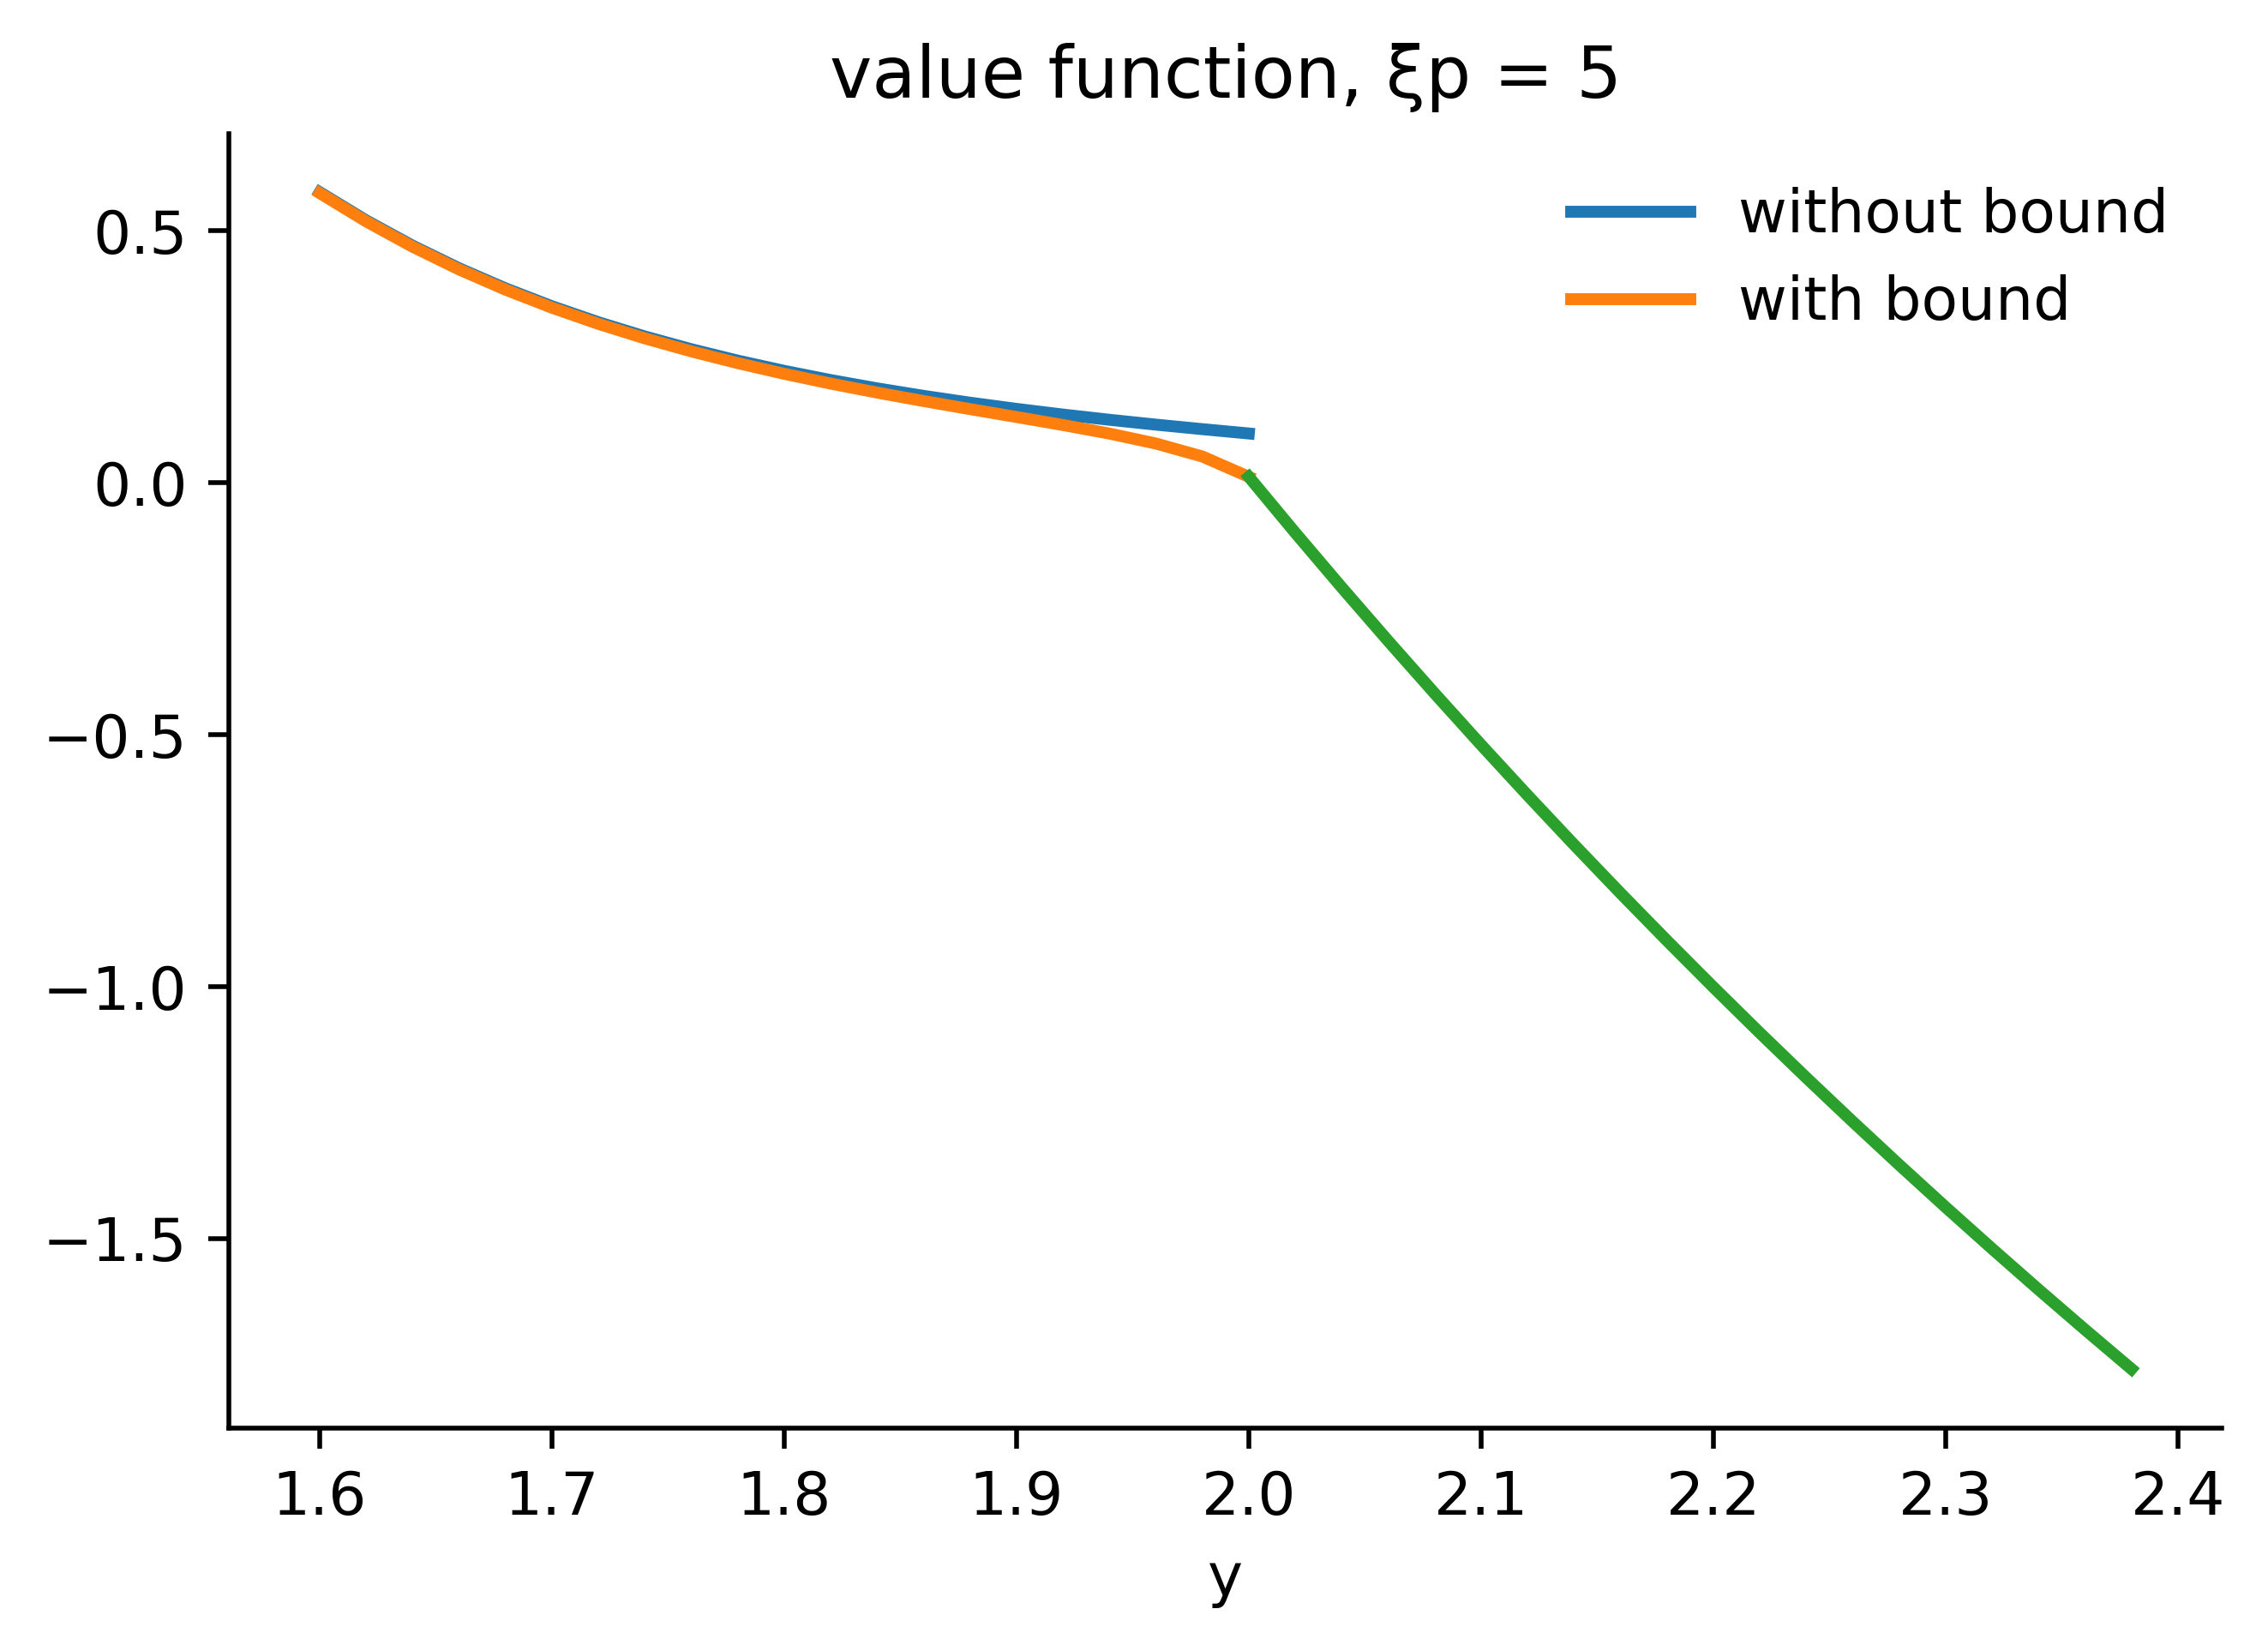 value function, ξp = 5
without bound
with bound
0.5
0.0
−0.5
−1.0
−1.5
1.6 1.7 1.8 1.9 2.0 2.1 2.2 2.3 2.4
y